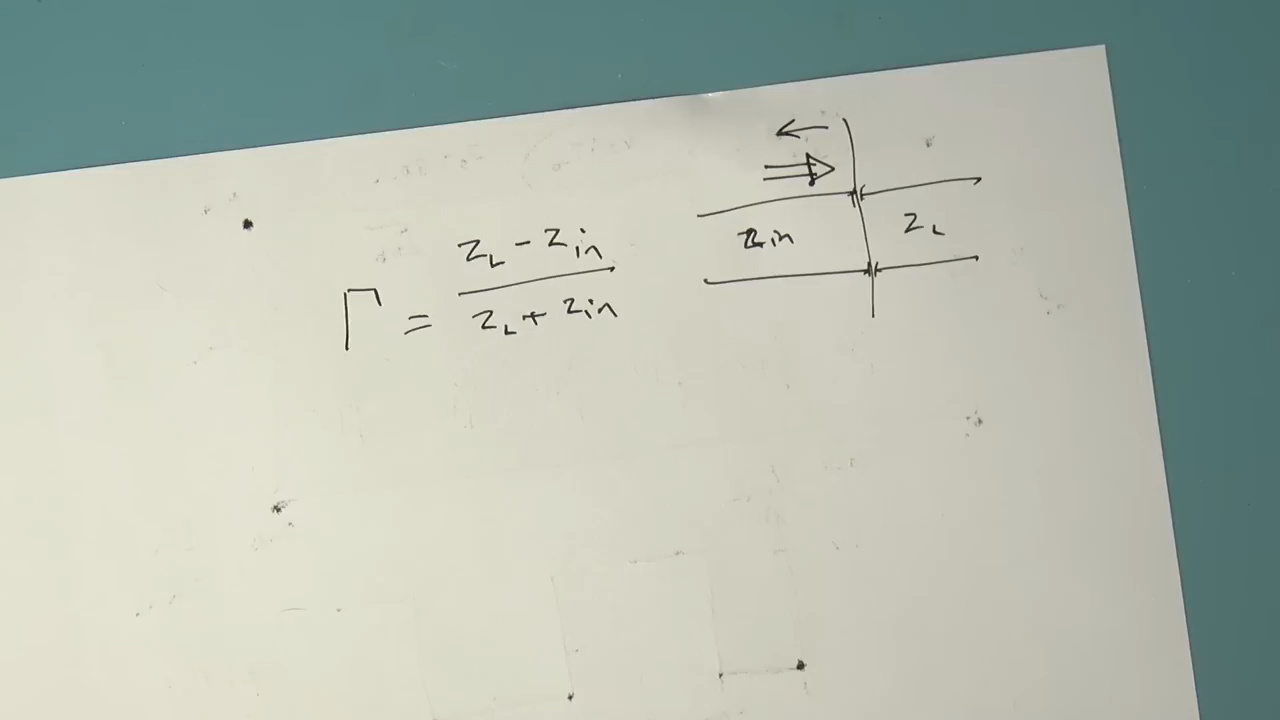 Γ = (Z_L - Z_in) / (Z_L + Z_in)
Z_in
Z_L